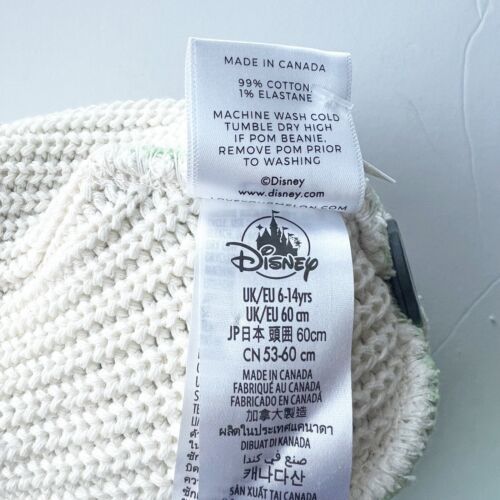 MADE IN CANADA
99% COTTON
1% ELASTANE
MACHINE WASH COLD
TUMBLE DRY HIGH
IF POM BEANIE,
REMOVE POM PRIOR
TO WASHING
©Disney
www.disney.com
Disney
UK/EU 6-14yrs
UK/EU 60 cm
JP日本 頭囲 60cm
CN 53-60 cm
MADE IN CANADA
FABRIQUÉ AU CANADA
FABRICADO EN CANADÁ
加拿大製造
ผลิตในประเทศแคนาดา
DIBUAT DI KANADA
صنع في كندا
캐나다산
SẢN XUẤT TẠI CANADA